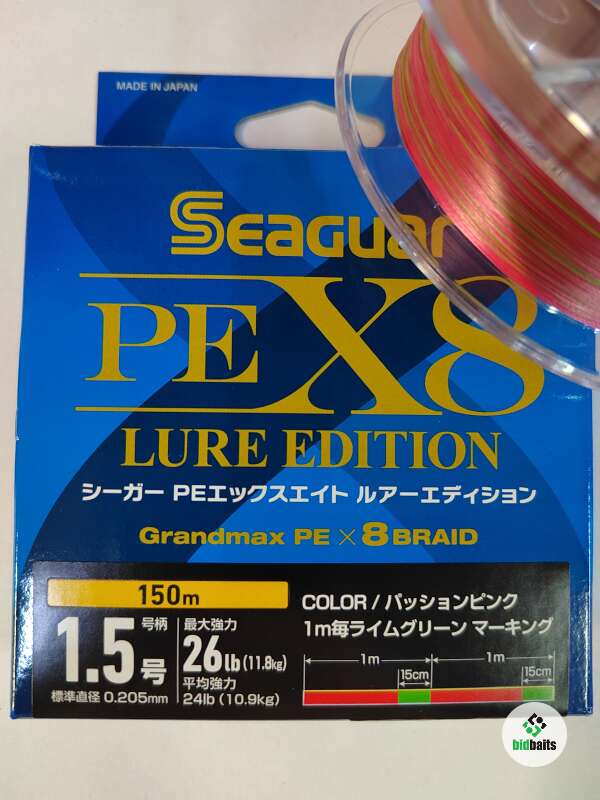 MADE IN JAPAN
Seaguar
PE X8
LURE EDITION
シーガー PEエックスエイト ルアーエディション
Grandmax PE × 8 BRAID
150m
号柄
1.5号
標準直径 0.205mm
最大強力
26lb (11.8kg)
平均強力
24lb (10.9kg)
COLOR / パッションピンク
1m毎ライムグリーン マーキング
1m 1m
15cm 15cm
bidbaits